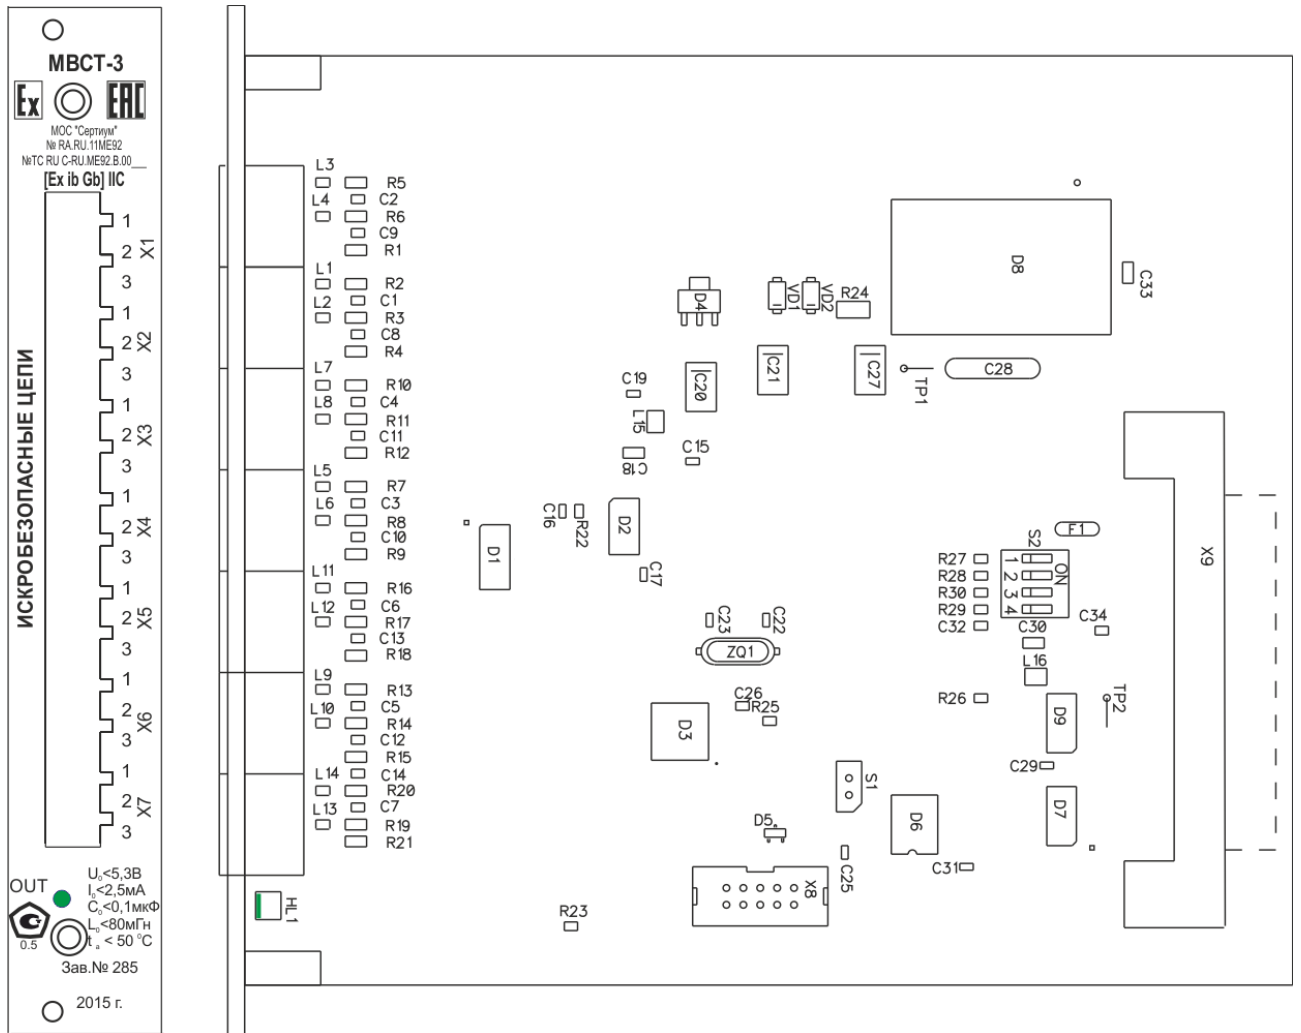 МВСТ-3
Ex EAC
МОС "Сертиум"
№ RA.RU.11МЕ92
№ТС RU C-RU.ME92.B.00___
[Ex ib Gb] IIC
ИСКРОБЕЗОПАСНЫЕ ЦЕПИ
1
2 X1
3
1
2 X2
3
1
2 X3
3
1
2 X4
3
1
2 X5
3
1
2 X6
3
1
2 X7
3
OUT
0.5
U₀<5,3В
I₀<2,5мА
C₀<0,1мкФ
L₀<80мГн
tₐ < 50 °C
Зав.№ 285
2015 г.
L3 R5
L4 C2
R6
C9
R1
L1 R2
L2 C1
R3
C8
R4
L7 R10
L8 C4
R11
C11
R12
L5 R7
L6 C3
R8
C10
R9
L11 R16
L12 C6
R17
C13
R18
L9 R13
L10 C5
R14
C12
R15
L14 C14
R20
L13 C7
R19
R21
HL1
D4 VD1 VD2 R24 D8 C33
C19 C20 C21 C27 TP1 C28
L15
C18 C15
D1 C16 R22 D2
C17
F1
S2
R27 1 ON
R28 2
R30 3
R29 4
C32 C30 C34
L16
X9
C23 C22
ZQ1
C26 R25
D3
R26 D9 TP2
C29
S1 D6 D7
D5
C25 C31
X8
R23